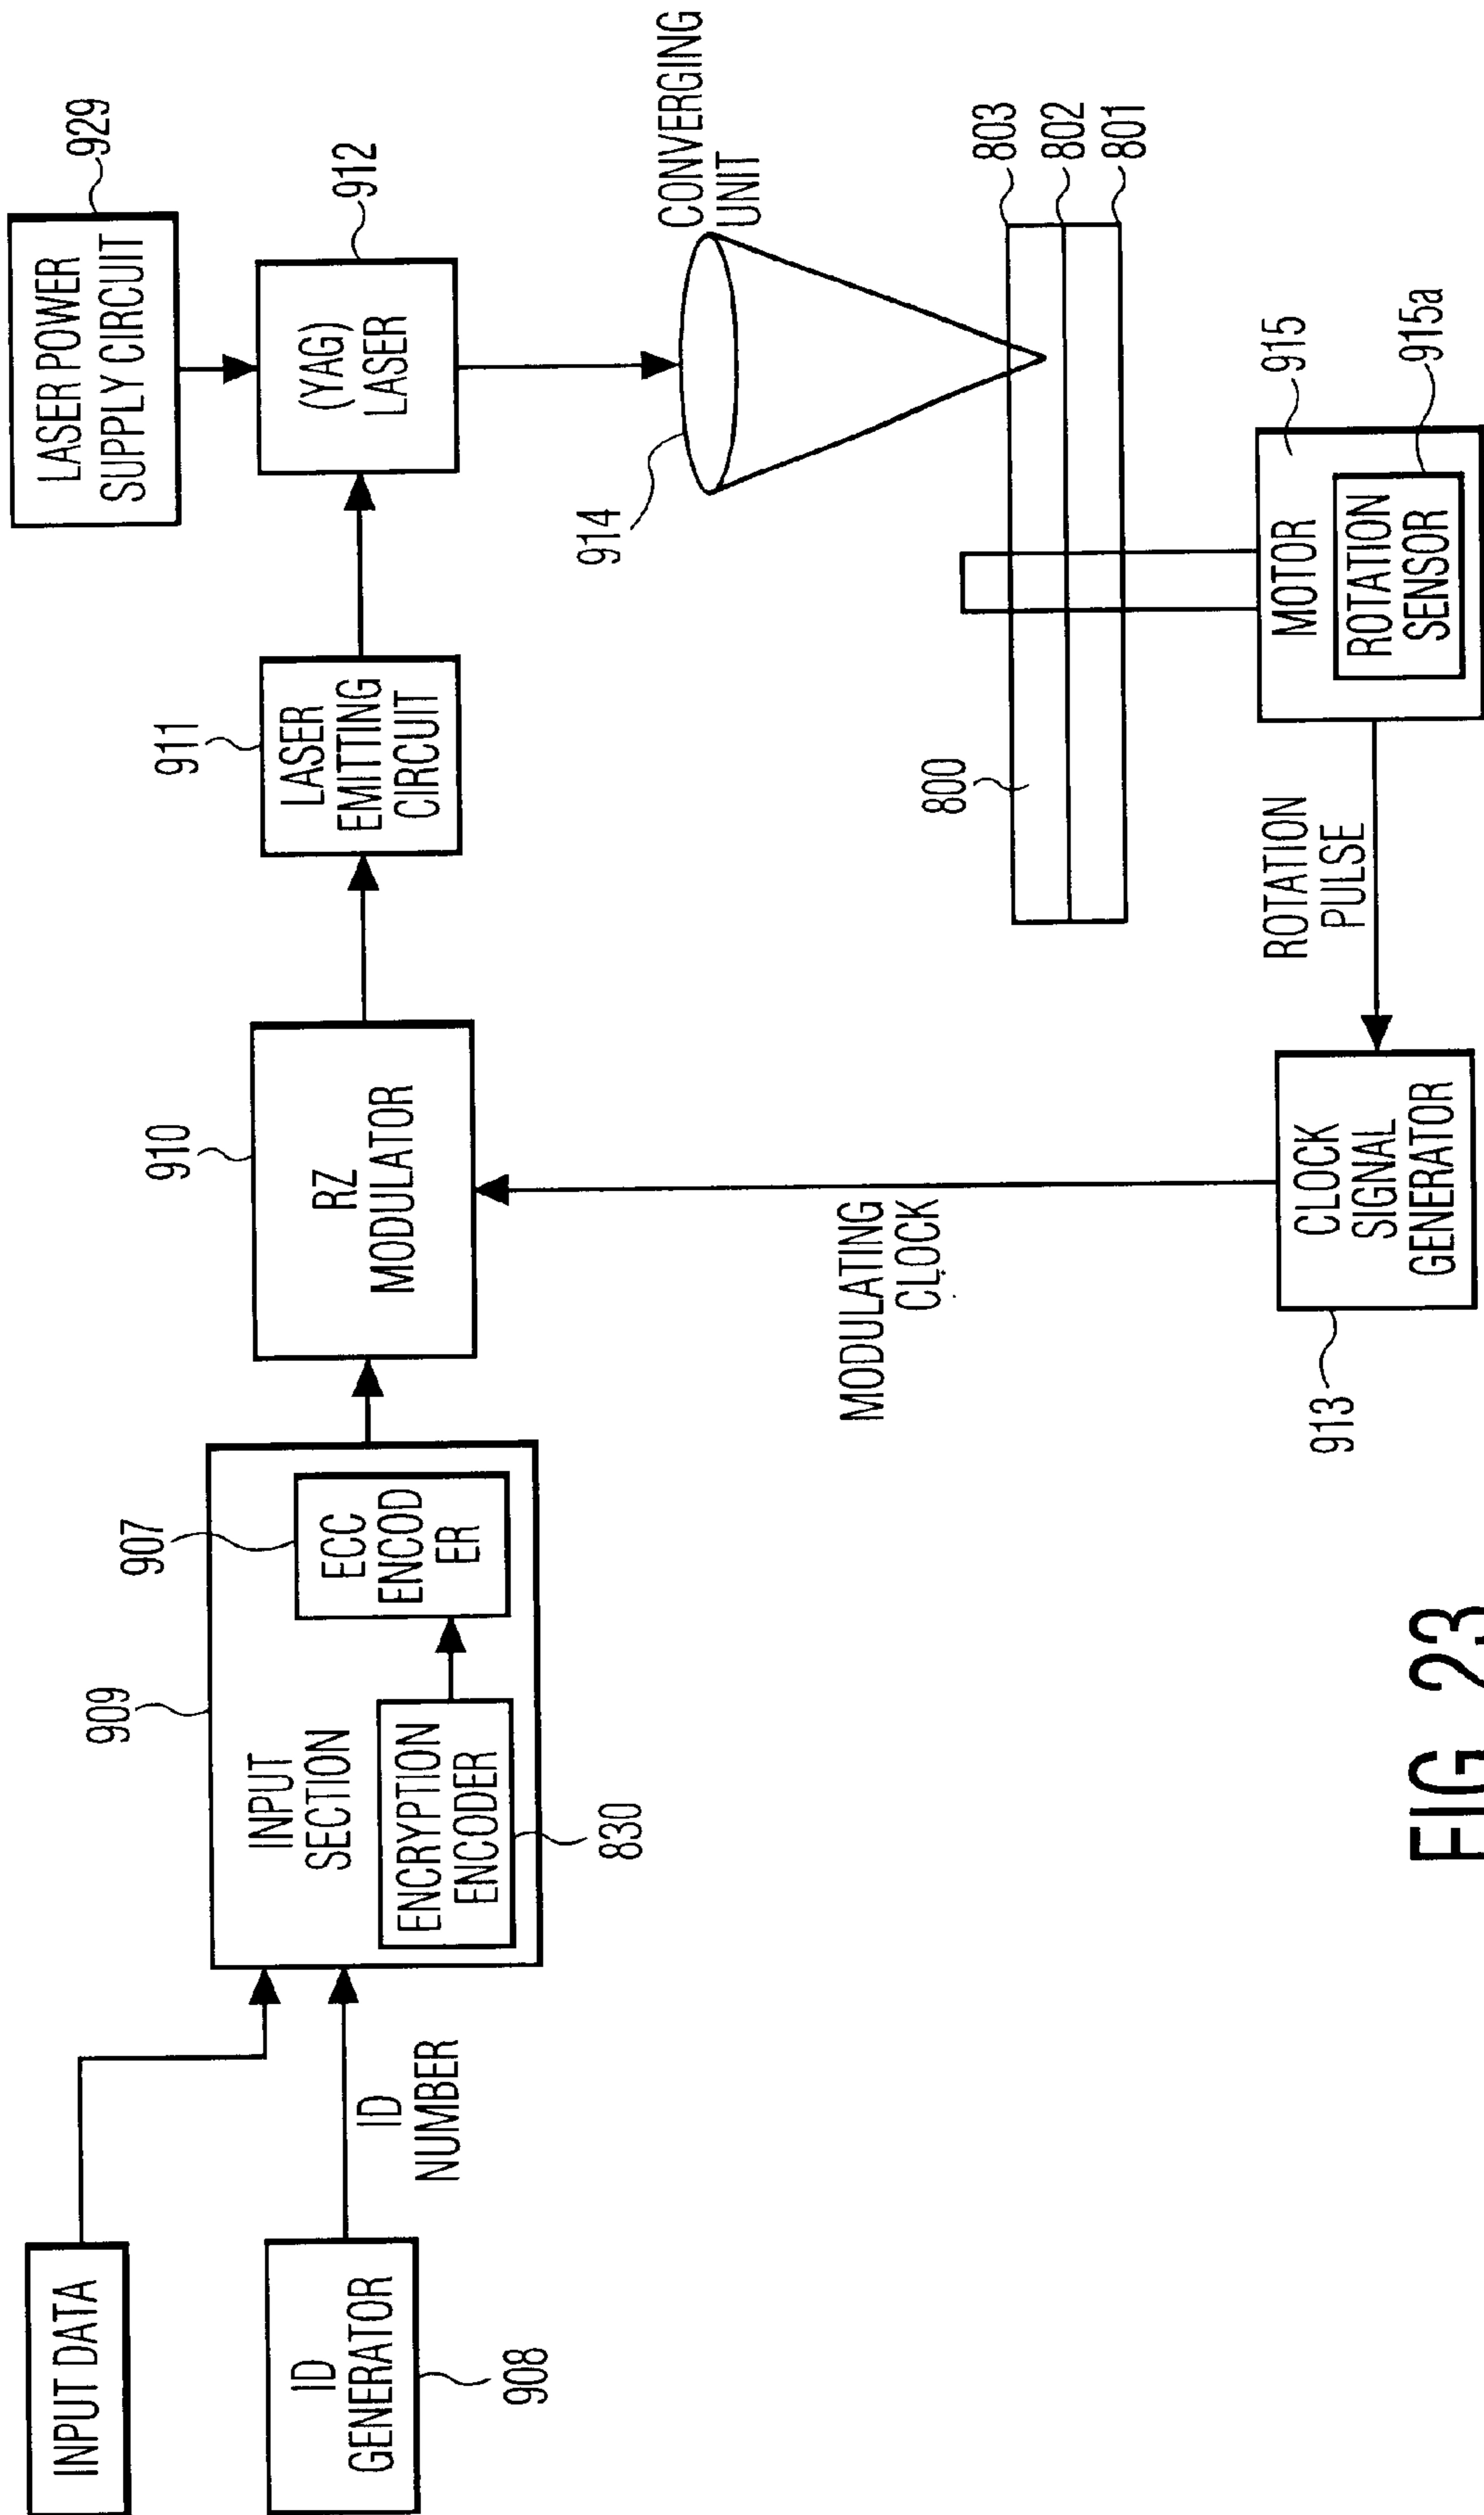 INPUT DATA
ID
GENERATOR
908
ID
NUMBER
909
INPUT
SECTION
ENCRYPTION
ENCODER
830
907
ECC
ENCOD
ER
910
RZ
MODULATOR
911
LASER
EMITTING
CIRCUIT
LASER POWER
SUPPLY CIRCUIT
929
(YAG)
LASER
912
914
CONVERGING
UNIT
800
803
802
801
MODULATING
CLOCK
913
CLOCK
SIGNAL
GENERATOR
ROTATION
PULSE
MOTOR
915
ROTATION
SENSOR
915a
FIG. 23